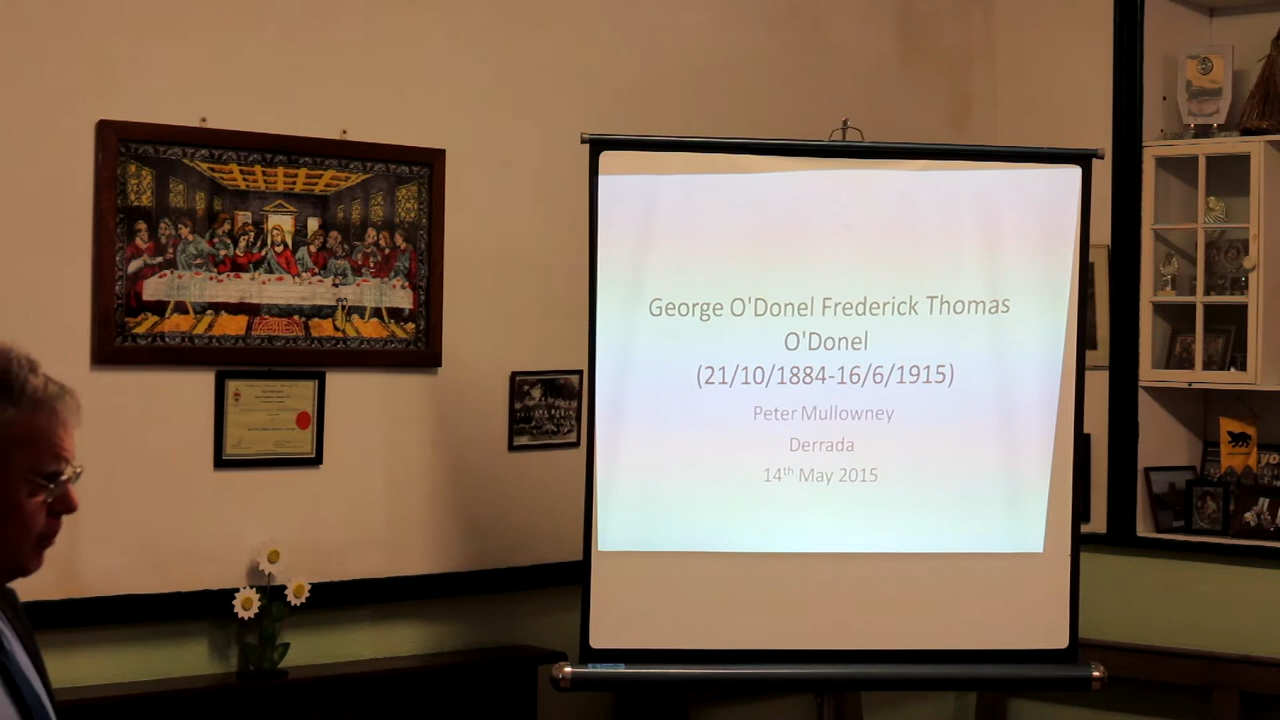 George O'Donel Frederick Thomas
O'Donel
(21/10/1884-16/6/1915)
Peter Mullowney
Derrada
14th May 2015